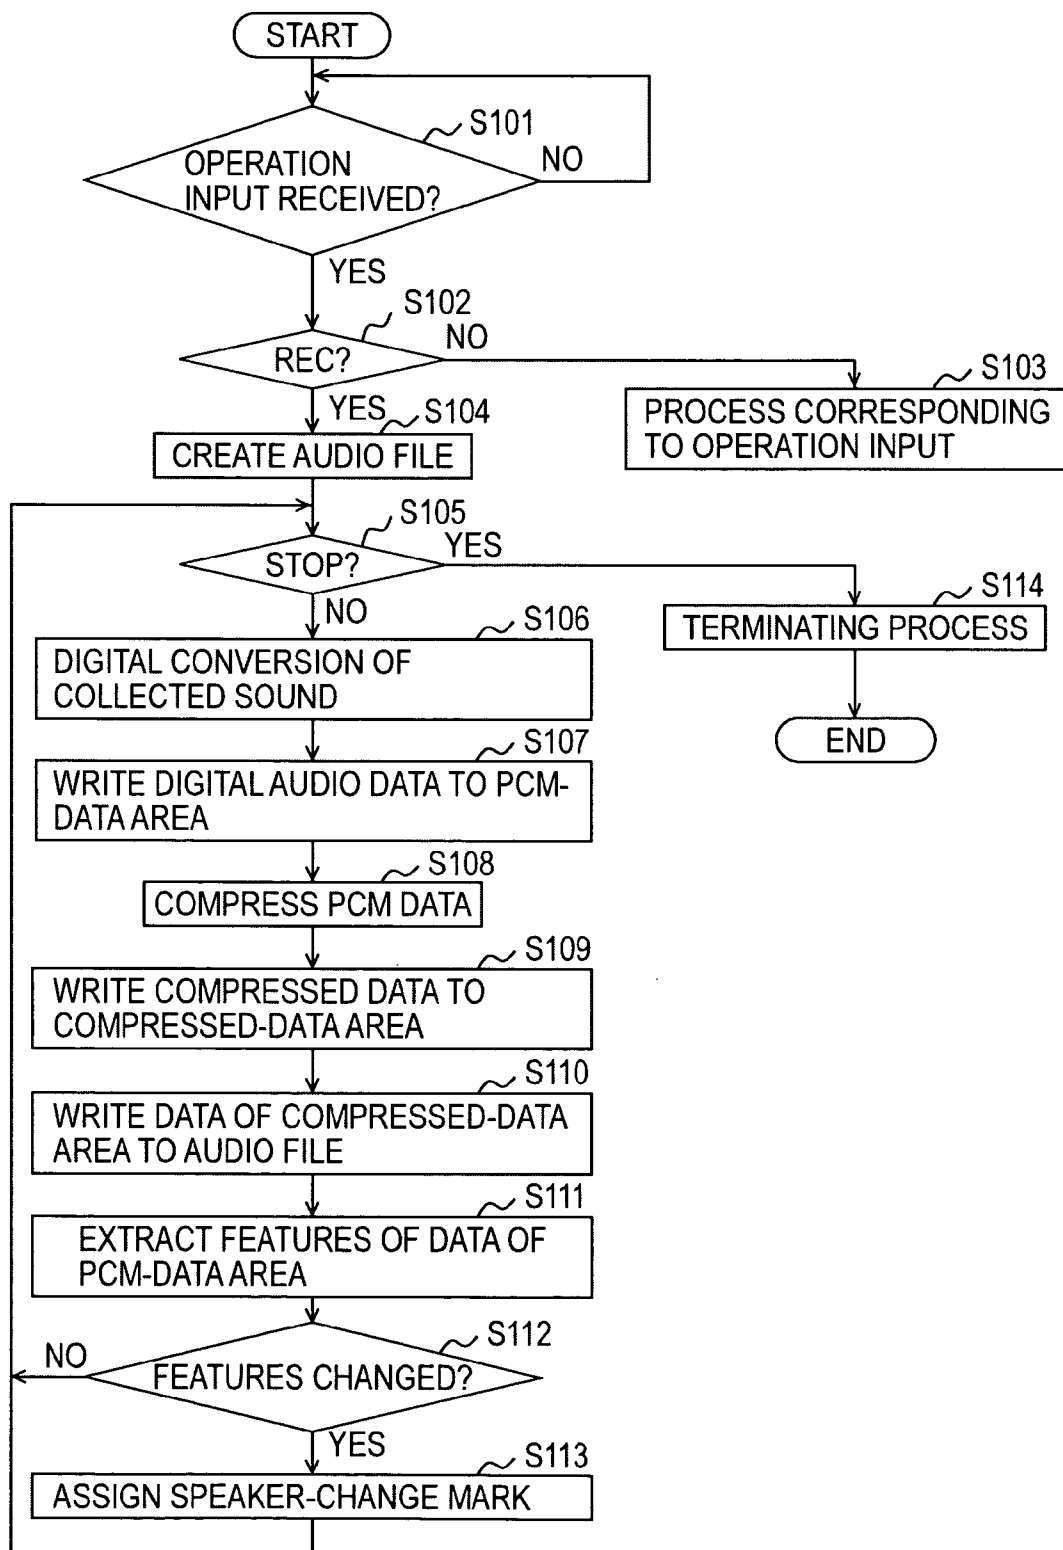 START
S101
OPERATION
INPUT RECEIVED?
NO
YES
S102
REC?
NO
S103
PROCESS CORRESPONDING
TO OPERATION INPUT
YES
S104
CREATE AUDIO FILE
S105
STOP?
YES
S114
TERMINATING PROCESS
END
NO
S106
DIGITAL CONVERSION OF
COLLECTED SOUND
S107
WRITE DIGITAL AUDIO DATA TO PCM-
DATA AREA
S108
COMPRESS PCM DATA
S109
WRITE COMPRESSED DATA TO
COMPRESSED-DATA AREA
S110
WRITE DATA OF COMPRESSED-DATA
AREA TO AUDIO FILE
S111
EXTRACT FEATURES OF DATA OF
PCM-DATA AREA
S112
FEATURES CHANGED?
NO
YES
S113
ASSIGN SPEAKER-CHANGE MARK